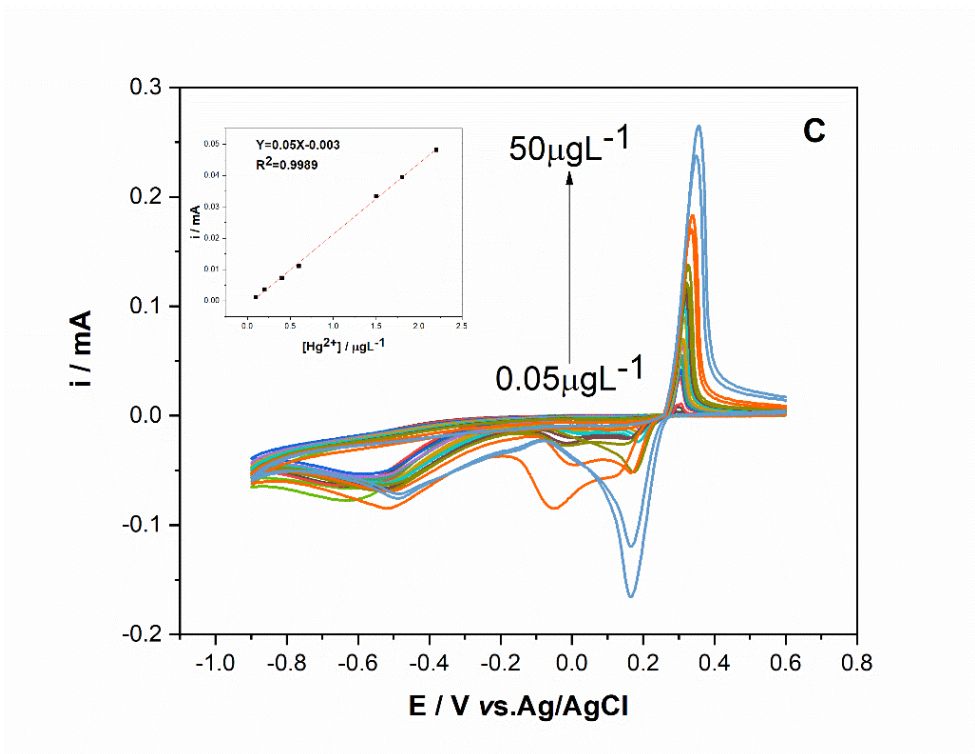 C
0.3
0.2
0.1
0.0
-0.1
-0.2
i / mA
-1.0 -0.8 -0.6 -0.4 -0.2 0.0 0.2 0.4 0.6 0.8
E / V vs.Ag/AgCl
50μgL-1
0.05μgL-1
Y=0.05X-0.003
R2=0.9989
0.05
0.04
0.03
0.02
0.01
0.00
i / mA
0.0 0.5 1.0 1.5 2.0 2.5
[Hg2+] / μgL-1